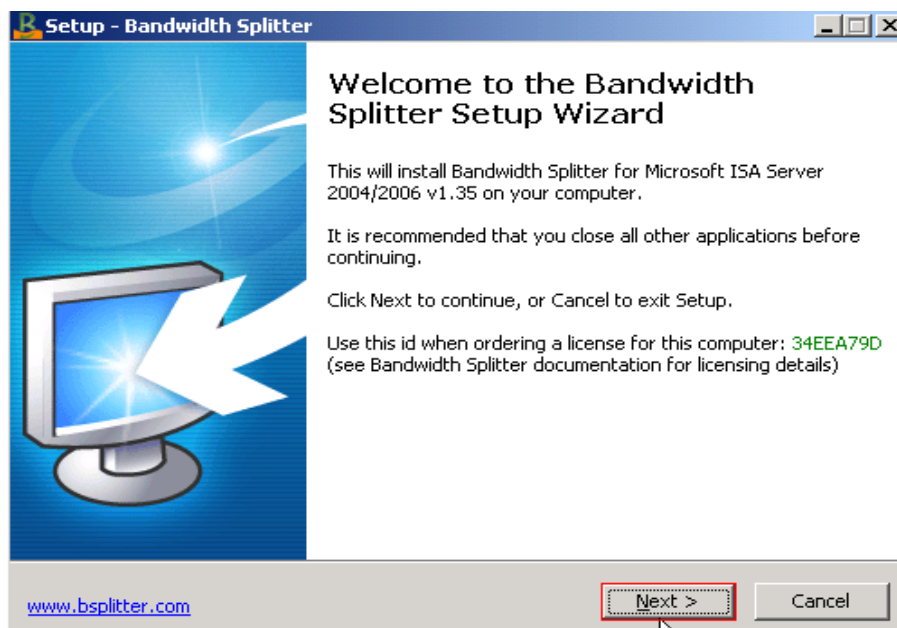 Setup - Bandwidth Splitter
Welcome to the Bandwidth
Splitter Setup Wizard
This will install Bandwidth Splitter for Microsoft ISA Server
2004/2006 v1.35 on your computer.
It is recommended that you close all other applications before
continuing.
Click Next to continue, or Cancel to exit Setup.
Use this id when ordering a license for this computer: 34EEA79D
(see Bandwidth Splitter documentation for licensing details)
www.bsplitter.com
Next >
Cancel